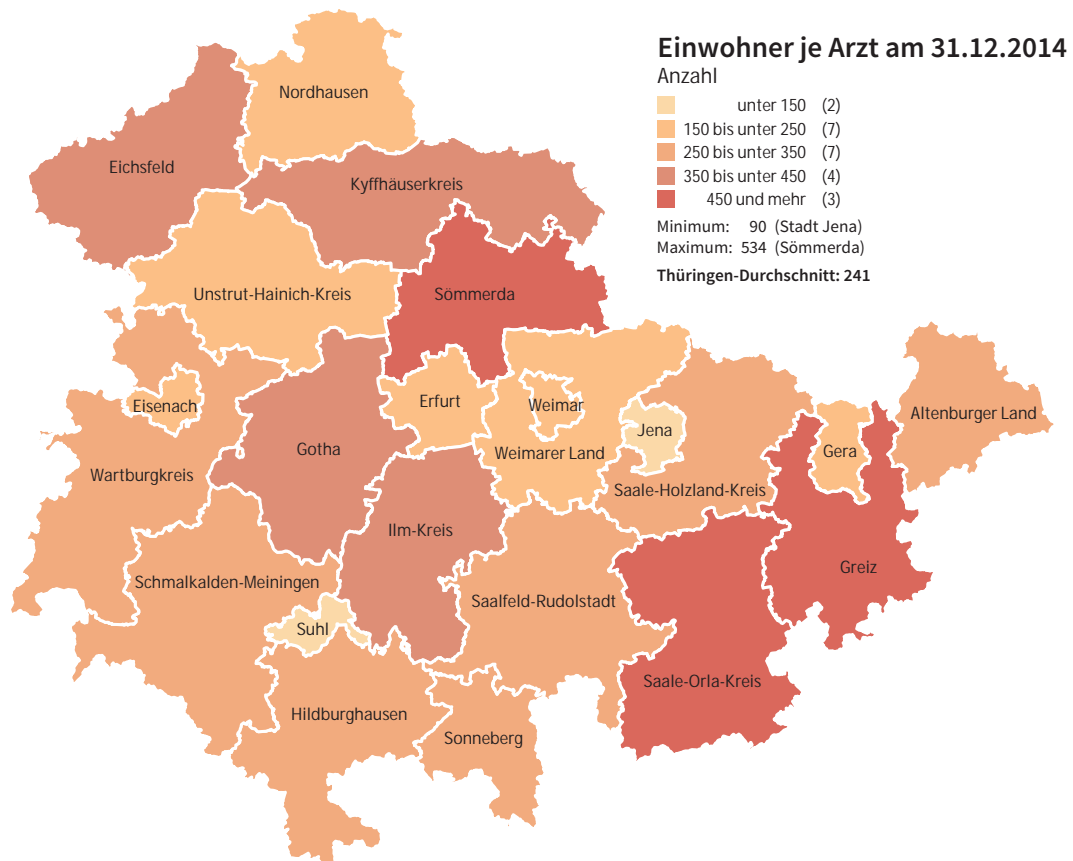 Einwohner je Arzt am 31.12.2014
Anzahl
unter 150 (2)
150 bis unter 250 (7)
250 bis unter 350 (7)
350 bis unter 450 (4)
450 und mehr (3)
Minimum: 90 (Stadt Jena)
Maximum: 534 (Sömmerda)
Thüringen-Durchschnitt: 241
Nordhausen
Eichsfeld
Kyffhäuserkreis
Unstrut-Hainich-Kreis
Sömmerda
Eisenach
Erfurt
Weimar
Altenburger Land
Jena
Gotha
Weimarer Land
Gera
Wartburgkreis
Saale-Holzland-Kreis
Ilm-Kreis
Greiz
Schmalkalden-Meiningen
Saalfeld-Rudolstadt
Suhl
Saale-Orla-Kreis
Hildburghausen
Sonneberg